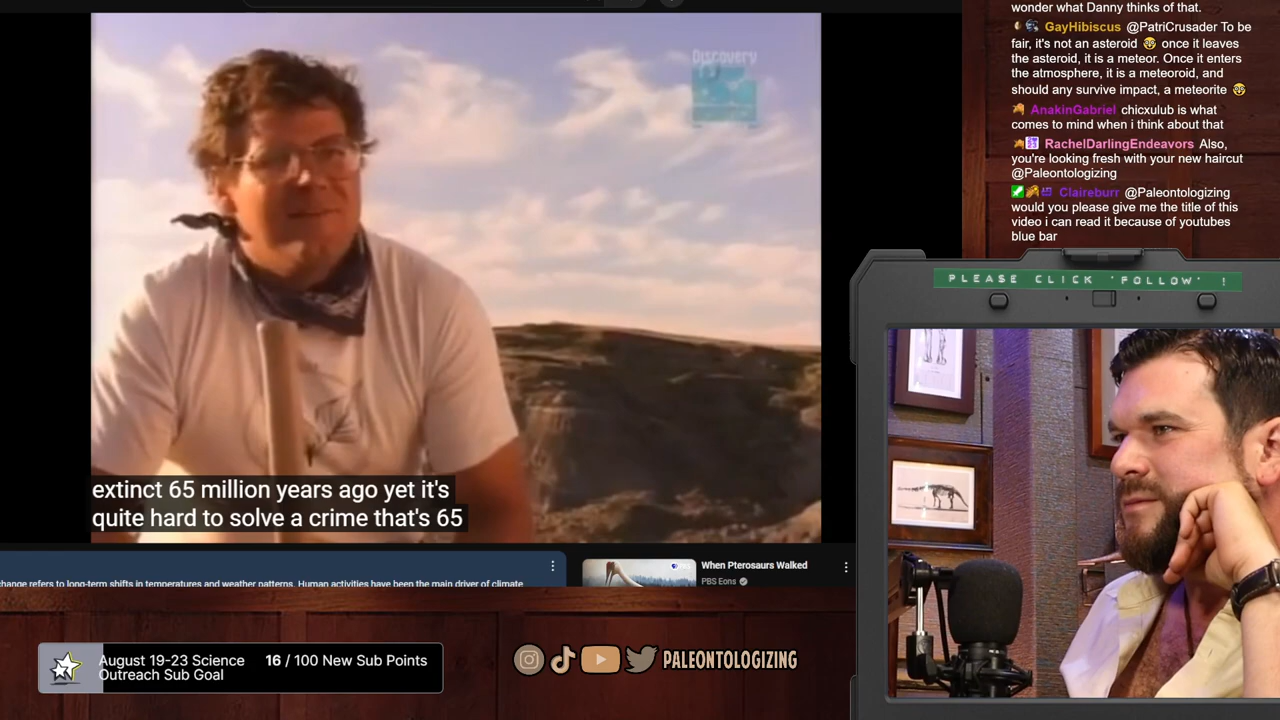 wonder what Danny thinks of that.
GayHibiscus @PatriCrusader To be
fair, it's not an asteroid 🤓 once it leaves
the asteroid, it is a meteor. Once it enters
the atmosphere, it is a meteoroid, and
should any survive impact, a meteorite 🤓
AnakinGabriel chicxulub is what
comes to mind when i think about that
RachelDarlingEndeavors Also,
you're looking fresh with your new haircut
@Paleontologizing
Claireburr @Paleontologizing
would you please give me the title of this
video i can read it because of youtubes
blue bar
Discovery
PLEASE CLICK 'FOLLOW' !
extinct 65 million years ago yet it's
quite hard to solve a crime that's 65
change refers to long-term shifts in temperatures and weather patterns. Human activities have been the main driver of climate
When Pterosaurs Walked
PBS Eons
August 19-23 Science
Outreach Sub Goal
16 / 100 New Sub Points
PALEONTOLOGIZING